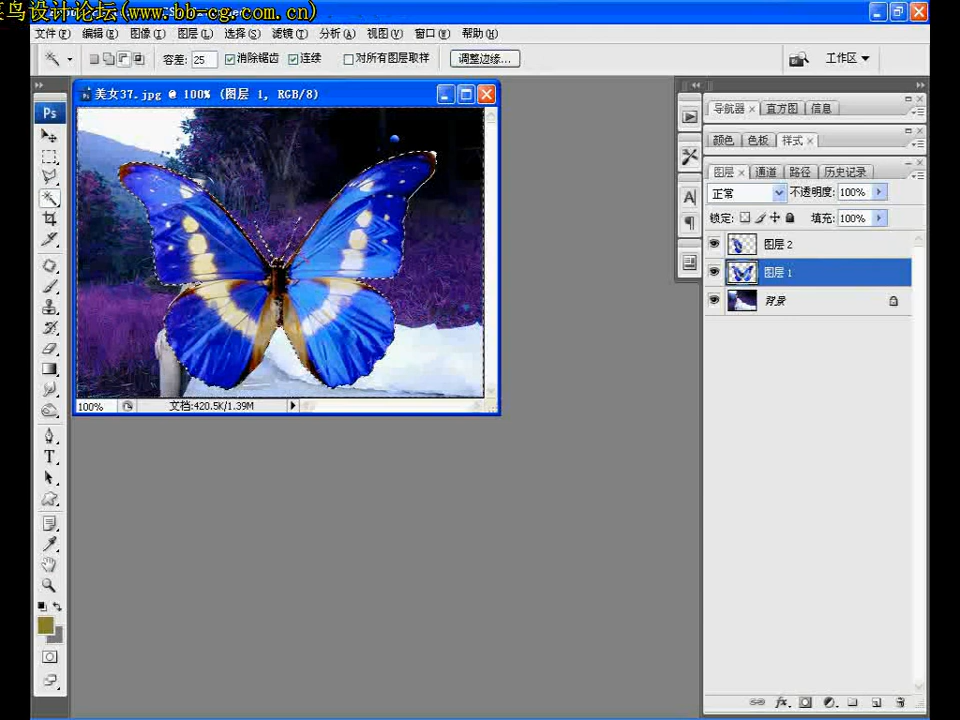 菜鸟设计论坛(www.bb-cg.com.cn)
文件(F) 编辑(E) 图像(I) 图层(L) 选择(S) 滤镜(T) 分析(A) 视图(V) 窗口(W) 帮助(H)
容差: 25 消除锯齿 连续 对所有图层取样 调整边缘... 工作区
美女37.jpg @ 100% (图层 1, RGB/8)
Ps
导航器 × 直方图 信息
颜色 色板 样式 ×
图层 × 通道 路径 历史记录
正常 不透明度: 100%
锁定: 填充: 100%
图层 2
图层 1
背景
100% 文档:420.5K/1.39M